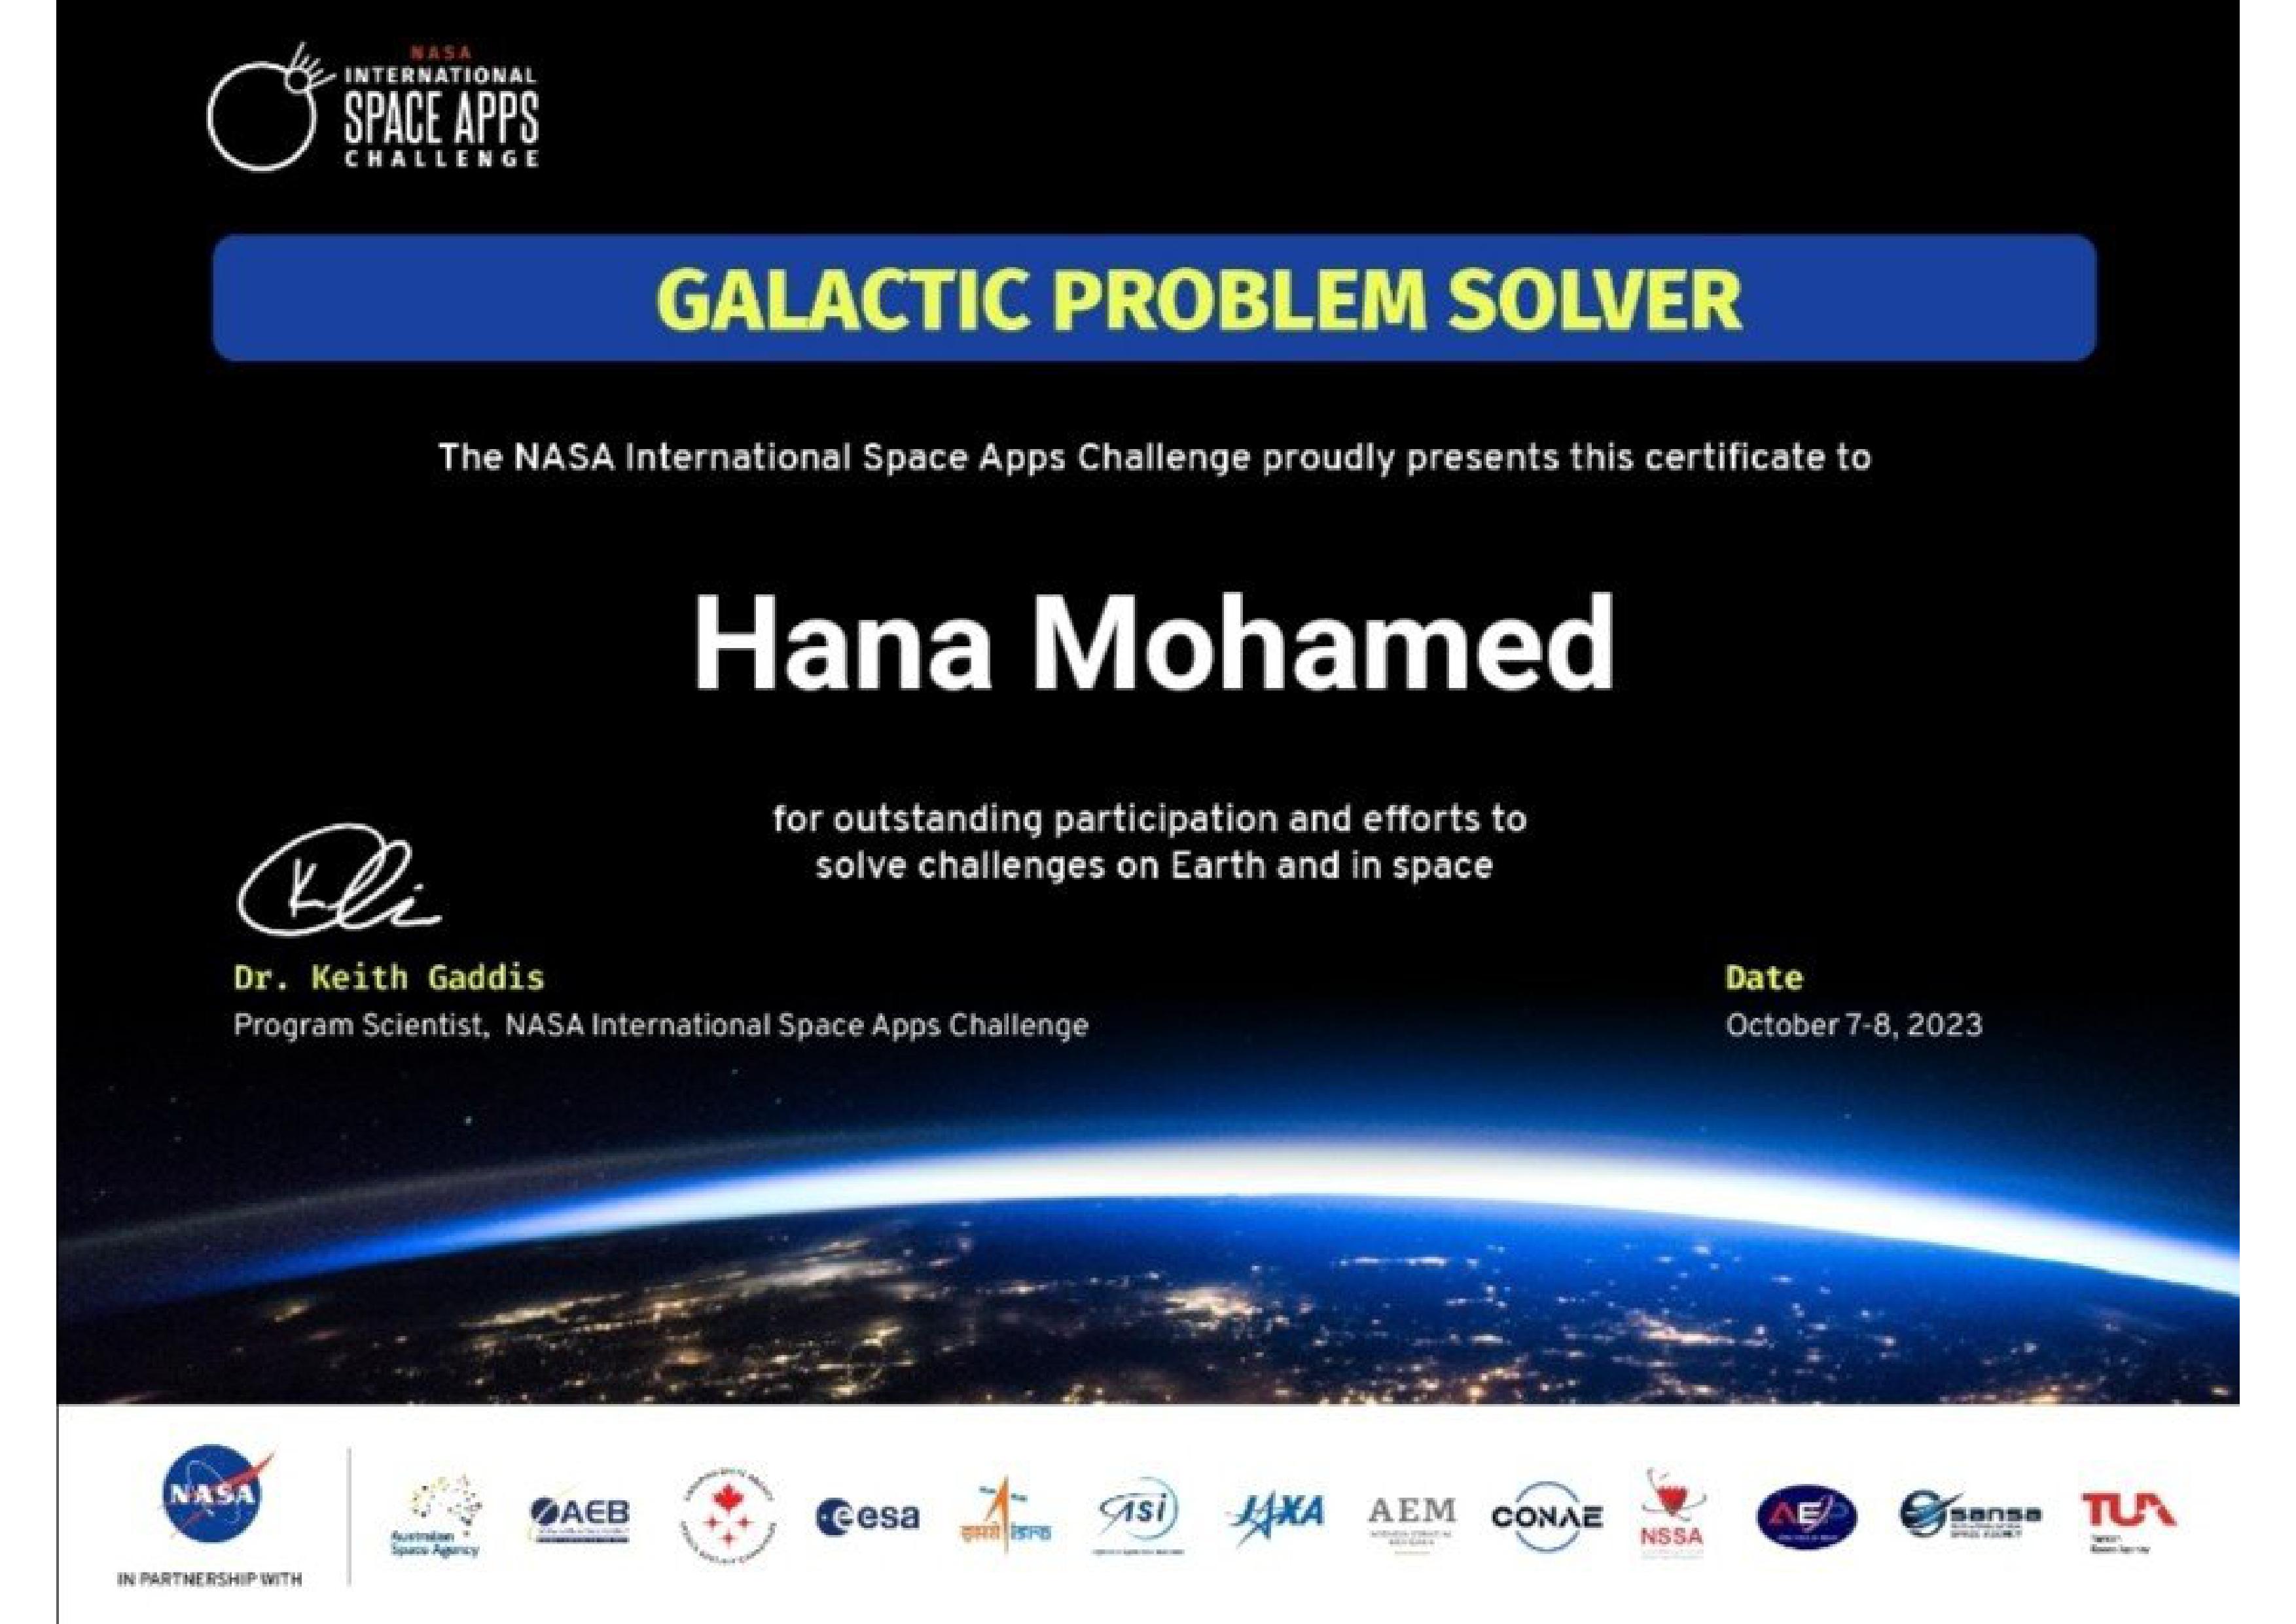 NASA
INTERNATIONAL
SPACE APPS
CHALLENGE
GALACTIC PROBLEM SOLVER
The NASA International Space Apps Challenge proudly presents this certificate to
Hana Mohamed
for outstanding participation and efforts to
solve challenges on Earth and in space
Dr. Keith Gaddis
Program Scientist, NASA International Space Apps Challenge
Date
October 7-8, 2023
NASA
IN PARTNERSHIP WITH
Australian
Space Agency
AEB
esa
इसरो isro
asi
JAXA
AEM
CONAE
NSSA
AEP
sansa
TUA